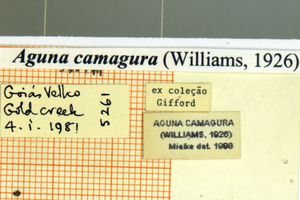 Aguna camagura (Williams, 1926)
Goiás Velho
Gold creek
4.i.1981
5261
ex coleção
Gifford
AGUNA CAMAGURA
(WILLIAMS, 1926)
Mielke det. 1998